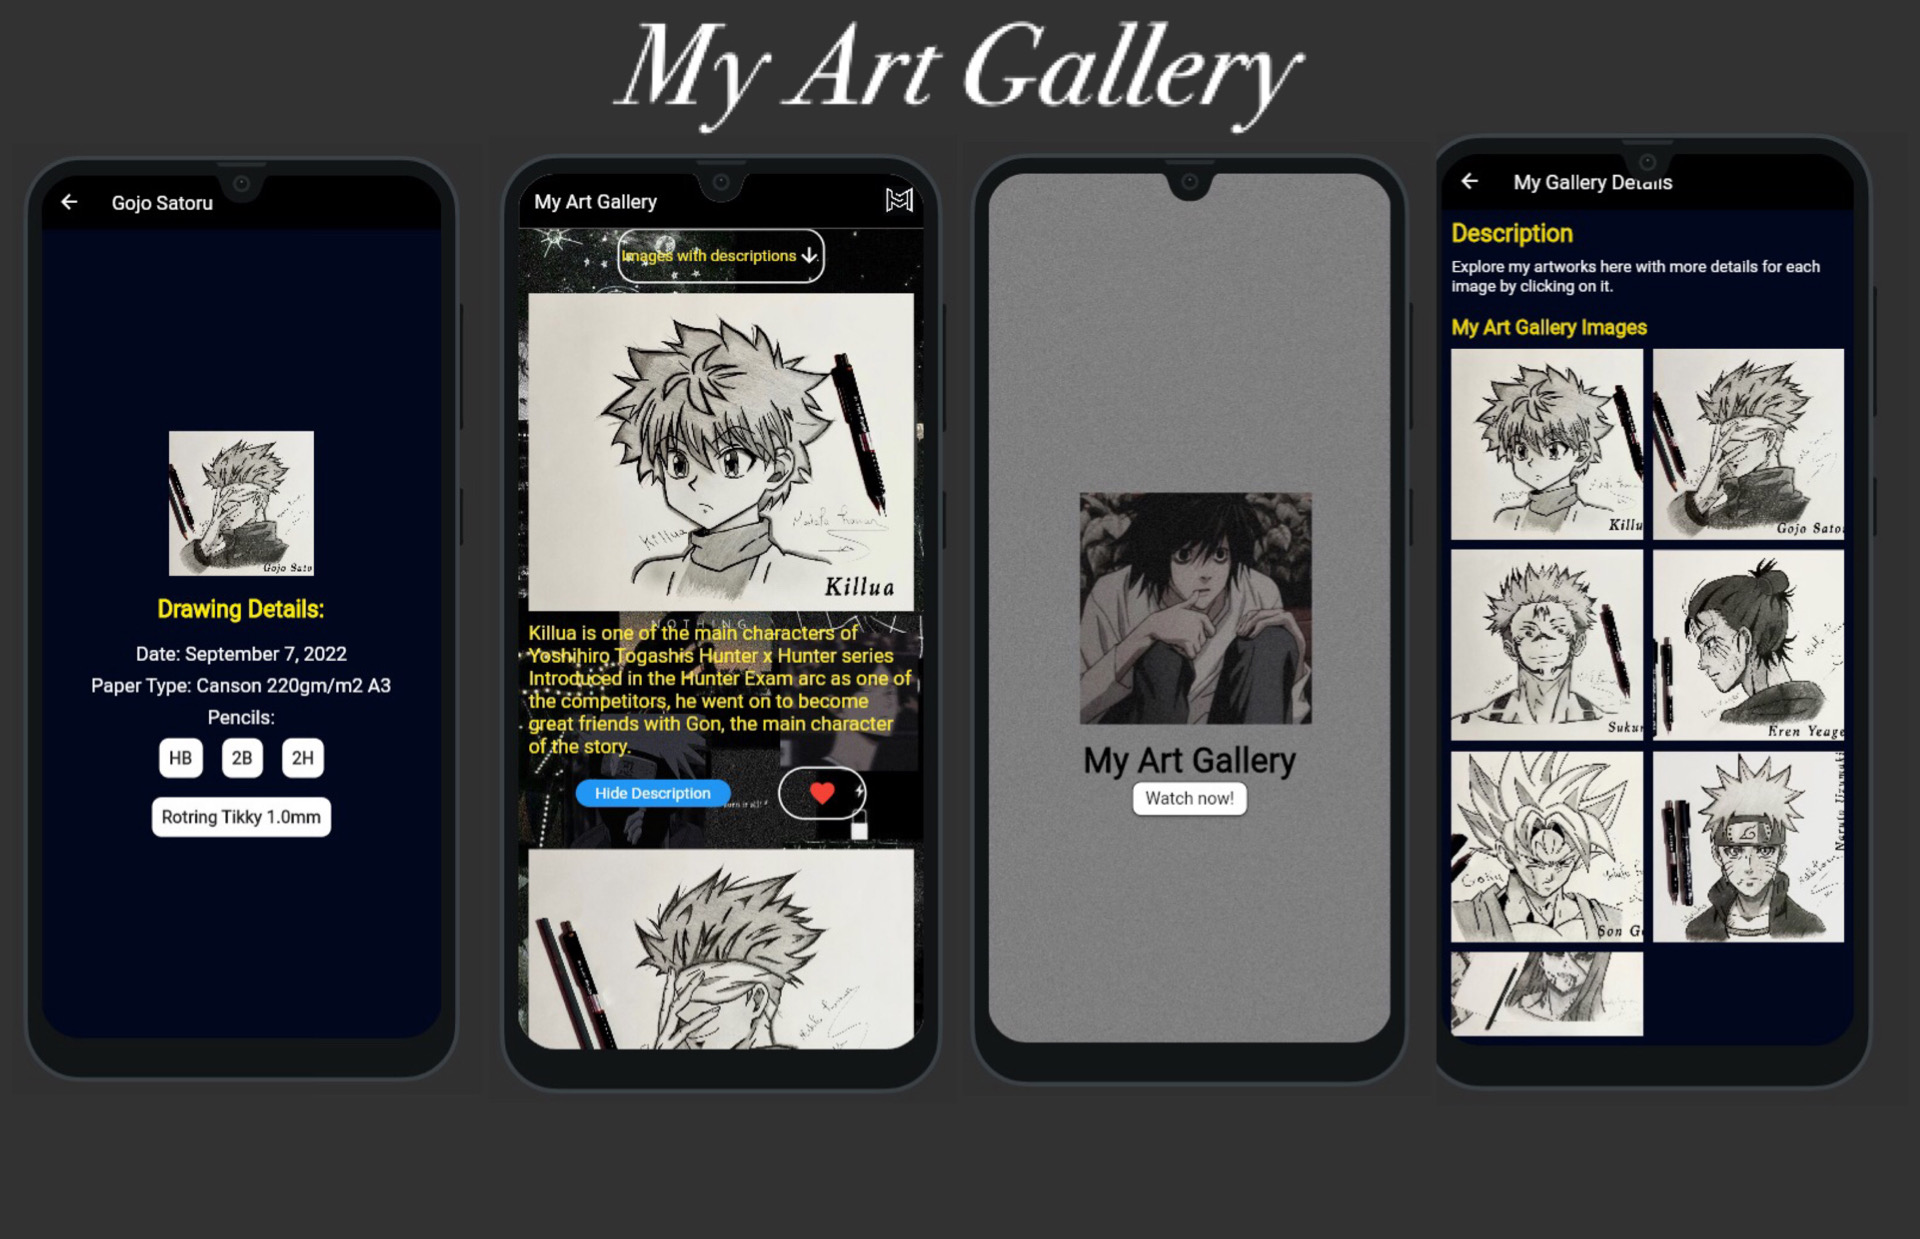 My Art Gallery
Gojo Satoru
Gojo Sato
Drawing Details:
Date: September 7, 2022
Paper Type: Canson 220gm/m2 A3
Pencils:
HB
2B
2H
Rotring Tikky 1.0mm
My Art Gallery
Images with descriptions
Killua
Killua
NOTHING
Killua is one of the main characters of
Yoshihiro Togashis Hunter x Hunter series
Introduced in the Hunter Exam arc as one of
the competitors, he went on to become
great friends with Gon, the main character
of the story.
Hide Description
My Art Gallery
Watch now!
My Gallery Details
Description
Explore my artworks here with more details for each
image by clicking on it.
My Art Gallery Images
Killu
Gojo Sato
Sukun
Eren Yeage
Son G
Naruto Uzumaki